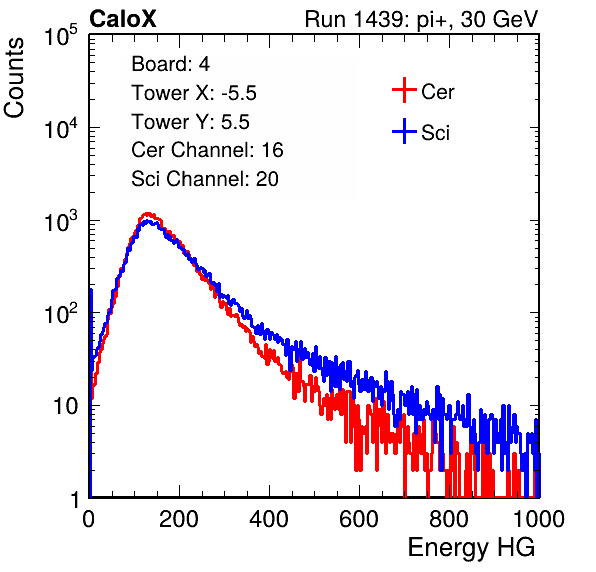 CaloX Run 1439: pi+, 30 GeV
Counts
Board: 4
Tower X: -5.5
Tower Y: 5.5
Cer Channel: 16
Sci Channel: 20
Cer
Sci
10^5
10^4
10^3
10^2
10
1
0 200 400 600 800 1000
Energy HG